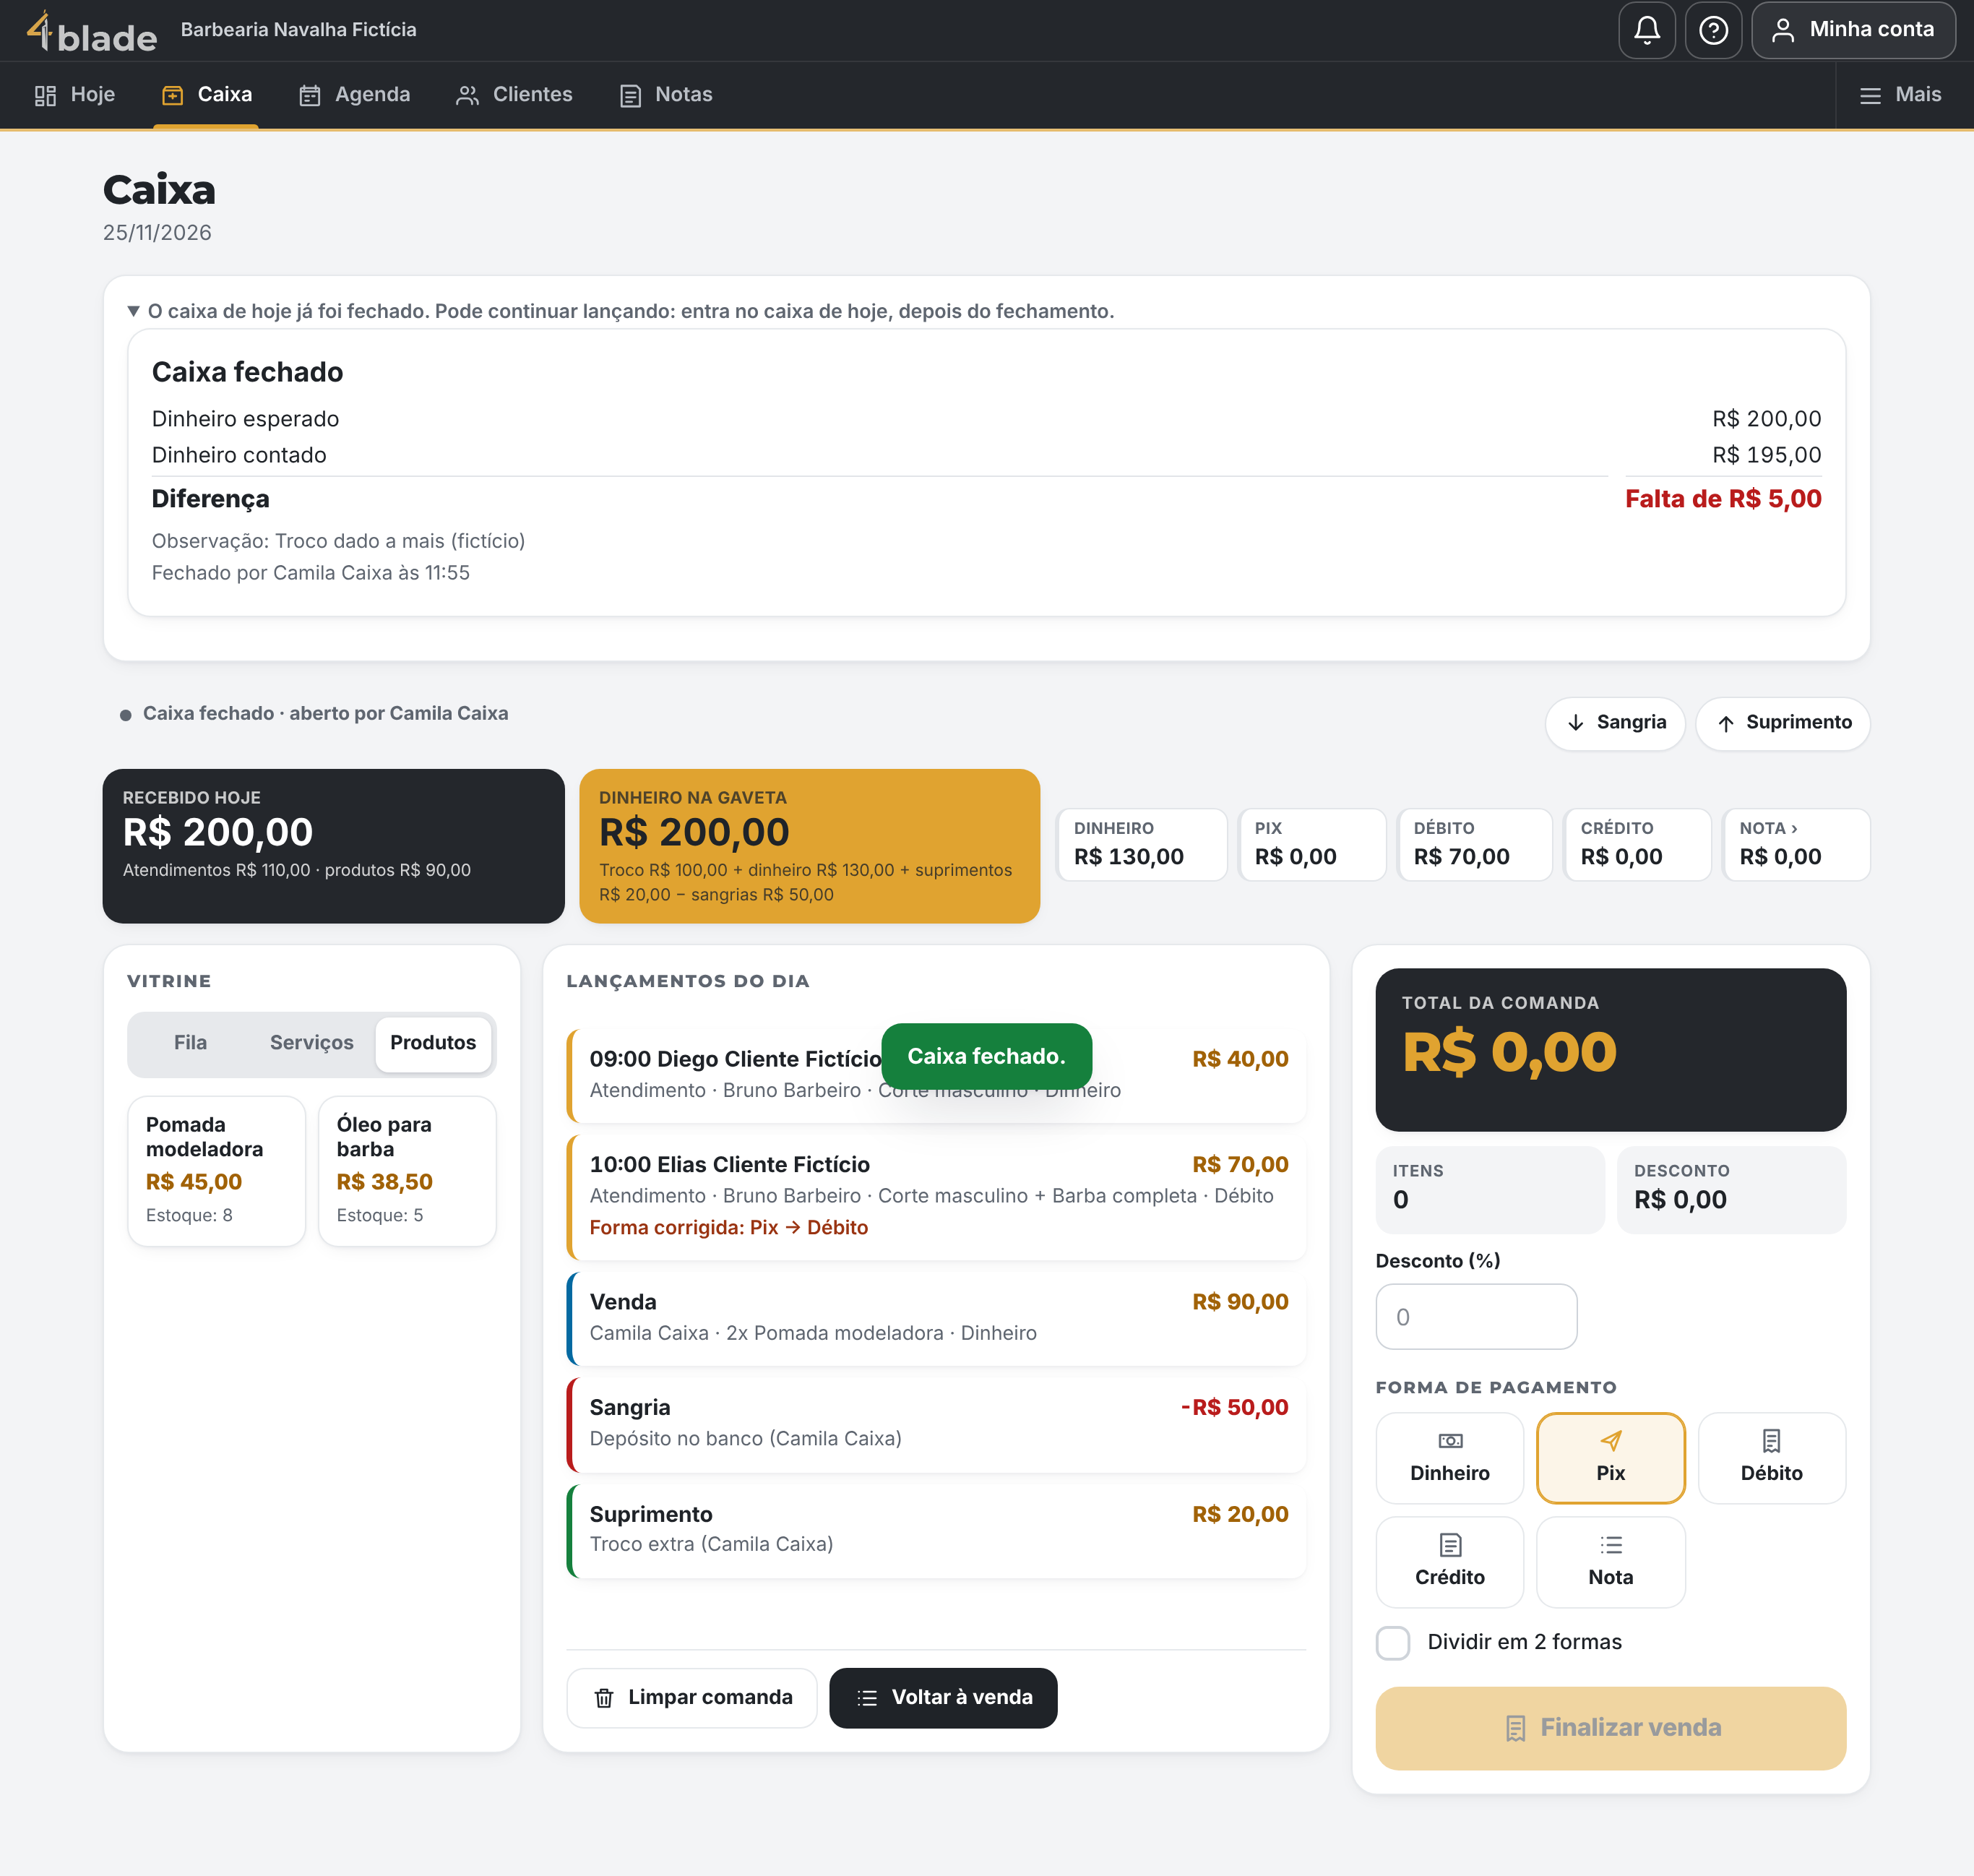 4blade
Barbearia Navalha Fictícia
Minha conta
Hoje
Caixa
Agenda
Clientes
Notas
Mais
Caixa
25/11/2026
▼ O caixa de hoje já foi fechado. Pode continuar lançando: entra no caixa de hoje, depois do fechamento.
Caixa fechado
Dinheiro esperado R$ 200,00
Dinheiro contado R$ 195,00
Diferença Falta de R$ 5,00
Observação: Troco dado a mais (fictício)
Fechado por Camila Caixa às 11:55
Caixa fechado · aberto por Camila Caixa
Sangria
Suprimento
RECEBIDO HOJE
R$ 200,00
Atendimentos R$ 110,00 · produtos R$ 90,00
DINHEIRO NA GAVETA
R$ 200,00
Troco R$ 100,00 + dinheiro R$ 130,00 + suprimentos
R$ 20,00 − sangrias R$ 50,00
DINHEIRO
R$ 130,00
PIX
R$ 0,00
DÉBITO
R$ 70,00
CRÉDITO
R$ 0,00
NOTA ›
R$ 0,00
VITRINE
Fila
Serviços
Produtos
Pomada
modeladora
R$ 45,00
Estoque: 8
Óleo para
barba
R$ 38,50
Estoque: 5
LANÇAMENTOS DO DIA
09:00 Diego Cliente Fictício R$ 40,00
Caixa fechado.
Atendimento · Bruno Barbeiro · Corte masculino · Dinheiro
10:00 Elias Cliente Fictício R$ 70,00
Atendimento · Bruno Barbeiro · Corte masculino + Barba completa · Débito
Forma corrigida: Pix → Débito
Venda R$ 90,00
Camila Caixa · 2x Pomada modeladora · Dinheiro
Sangria -R$ 50,00
Depósito no banco (Camila Caixa)
Suprimento R$ 20,00
Troco extra (Camila Caixa)
Limpar comanda
Voltar à venda
TOTAL DA COMANDA
R$ 0,00
ITENS
0
DESCONTO
R$ 0,00
Desconto (%)
0
FORMA DE PAGAMENTO
Dinheiro
Pix
Débito
Crédito
Nota
Dividir em 2 formas
Finalizar venda